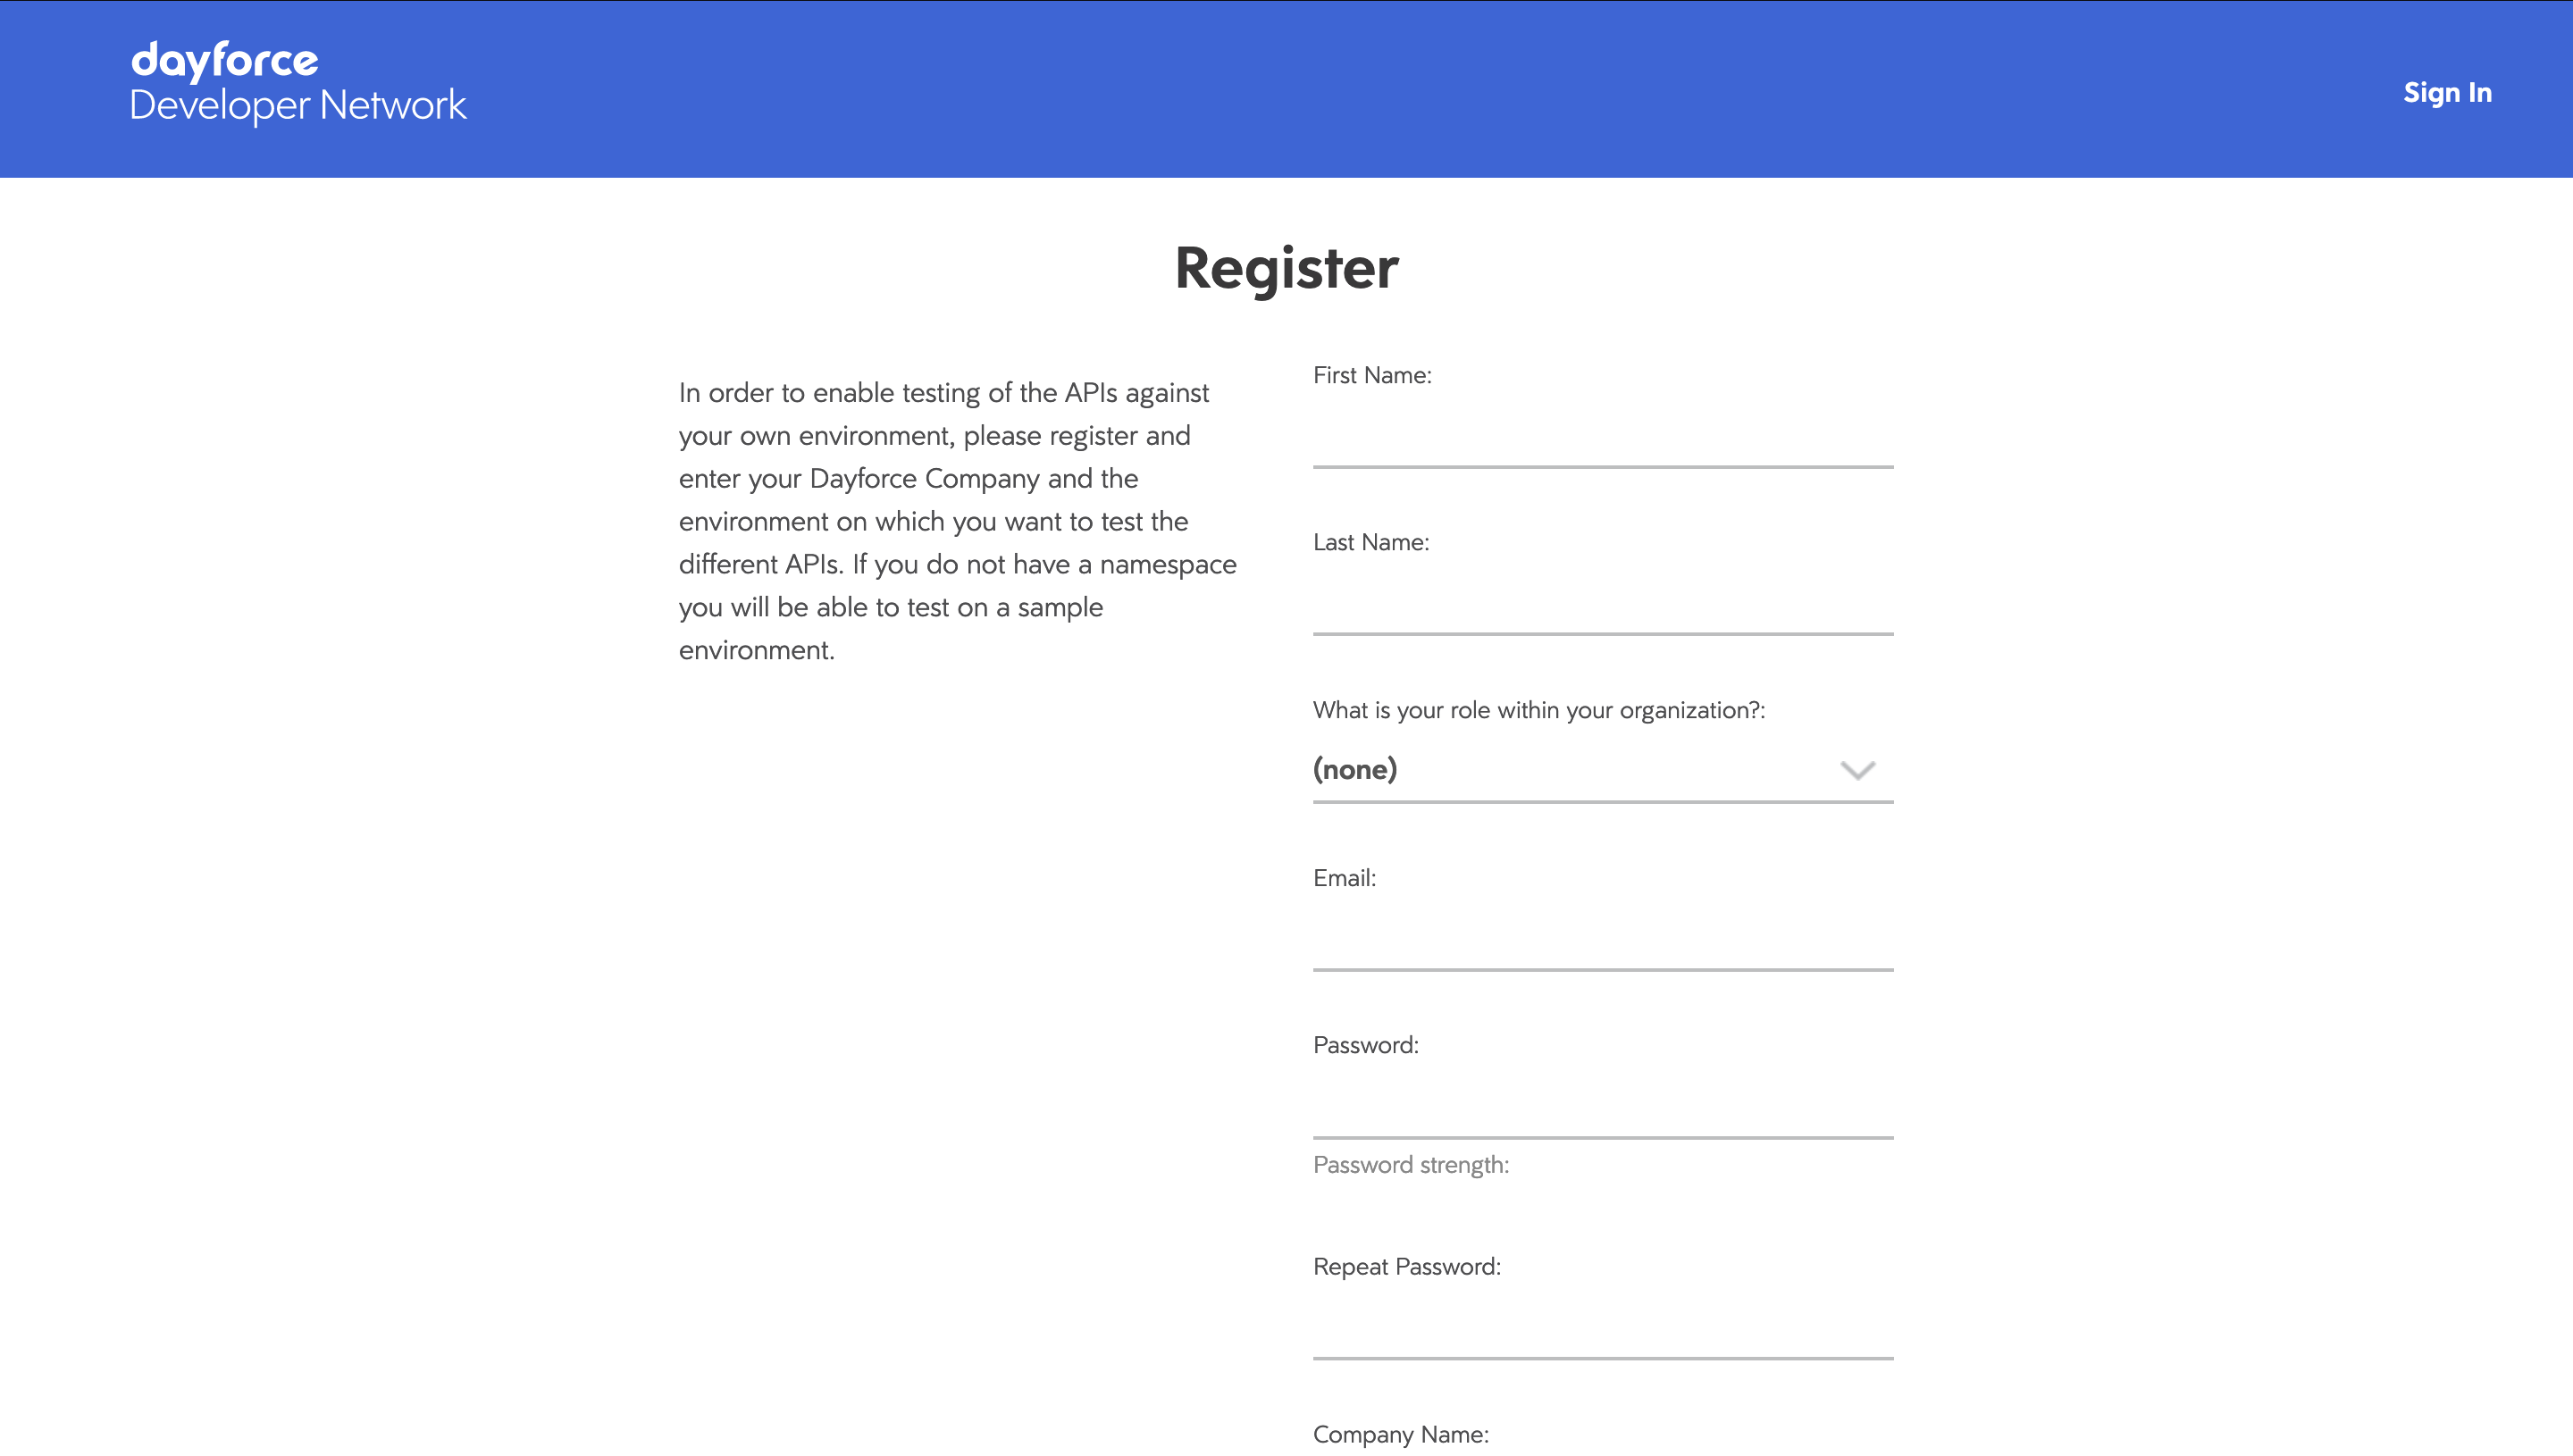 dayforce
Developer Network
Sign In
Register
In order to enable testing of the APIs against
your own environment, please register and
enter your Dayforce Company and the
environment on which you want to test the
different APIs. If you do not have a namespace
you will be able to test on a sample
environment.
First Name:
Last Name:
What is your role within your organization?:
(none)
Email:
Password:
Password strength:
Repeat Password:
Company Name: